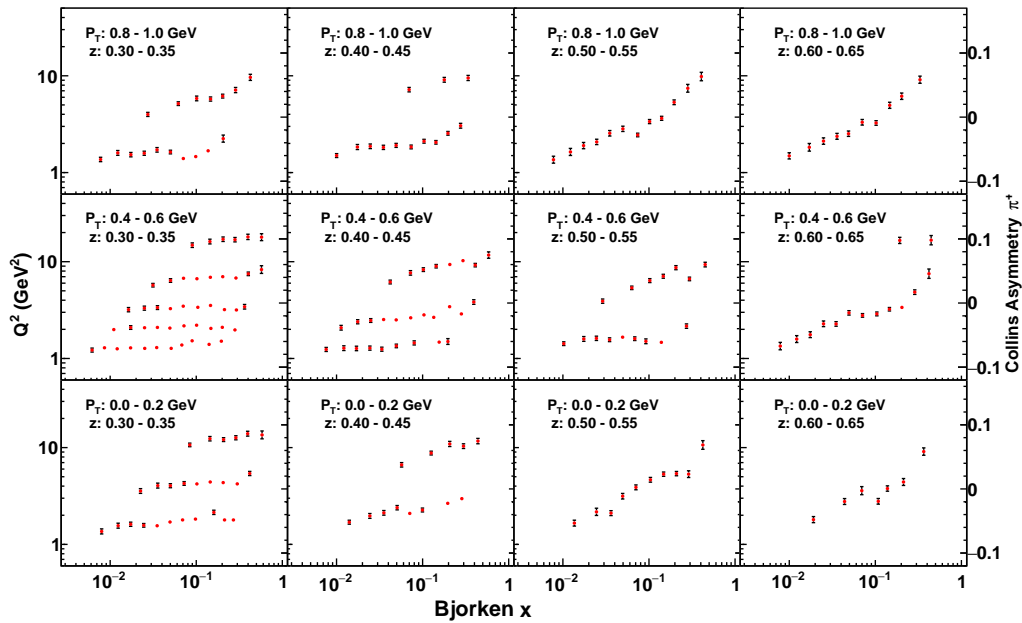 P_T: 0.8 - 1.0 GeV
z: 0.30 - 0.35
P_T: 0.8 - 1.0 GeV
z: 0.40 - 0.45
P_T: 0.8 - 1.0 GeV
z: 0.50 - 0.55
P_T: 0.8 - 1.0 GeV
z: 0.60 - 0.65
10
1
0.1
0
−0.1
P_T: 0.4 - 0.6 GeV
z: 0.30 - 0.35
P_T: 0.4 - 0.6 GeV
z: 0.40 - 0.45
P_T: 0.4 - 0.6 GeV
z: 0.50 - 0.55
P_T: 0.4 - 0.6 GeV
z: 0.60 - 0.65
10
1
0.1
0
−0.1
Q² (GeV²)
Collins Asymmetry π⁺
P_T: 0.0 - 0.2 GeV
z: 0.30 - 0.35
P_T: 0.0 - 0.2 GeV
z: 0.40 - 0.45
P_T: 0.0 - 0.2 GeV
z: 0.50 - 0.55
P_T: 0.0 - 0.2 GeV
z: 0.60 - 0.65
10
1
0.1
0
−0.1
10⁻² 10⁻¹ 1 10⁻² 10⁻¹ 1 10⁻² 10⁻¹ 1 10⁻² 10⁻¹ 1
Bjorken x